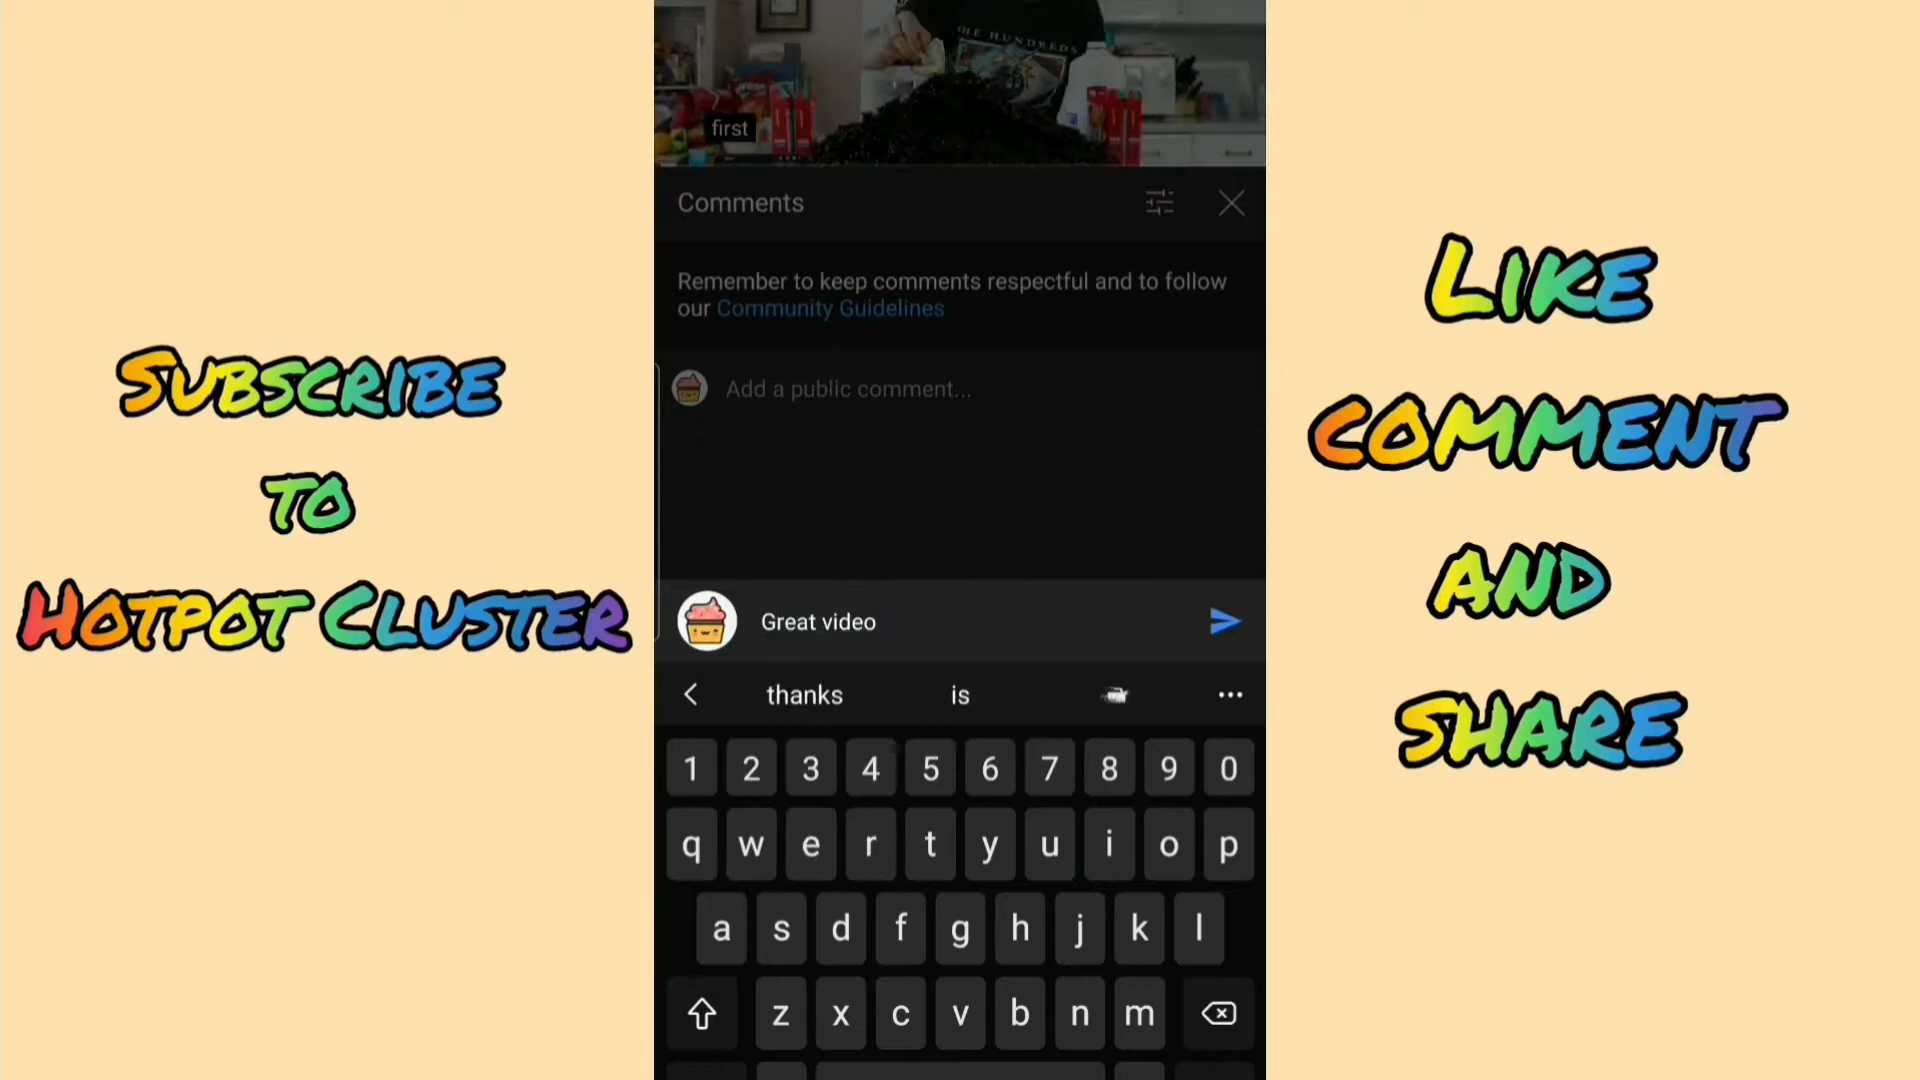 Subscribe
to
Hotpot Cluster
THE HUNDREDS
first
Comments
Remember to keep comments respectful and to follow
our Community Guidelines
Add a public comment...
Great video
thanks is
1 2 3 4 5 6 7 8 9 0
q w e r t y u i o p
a s d f g h j k l
z x c v b n m
Like
comment
and
share